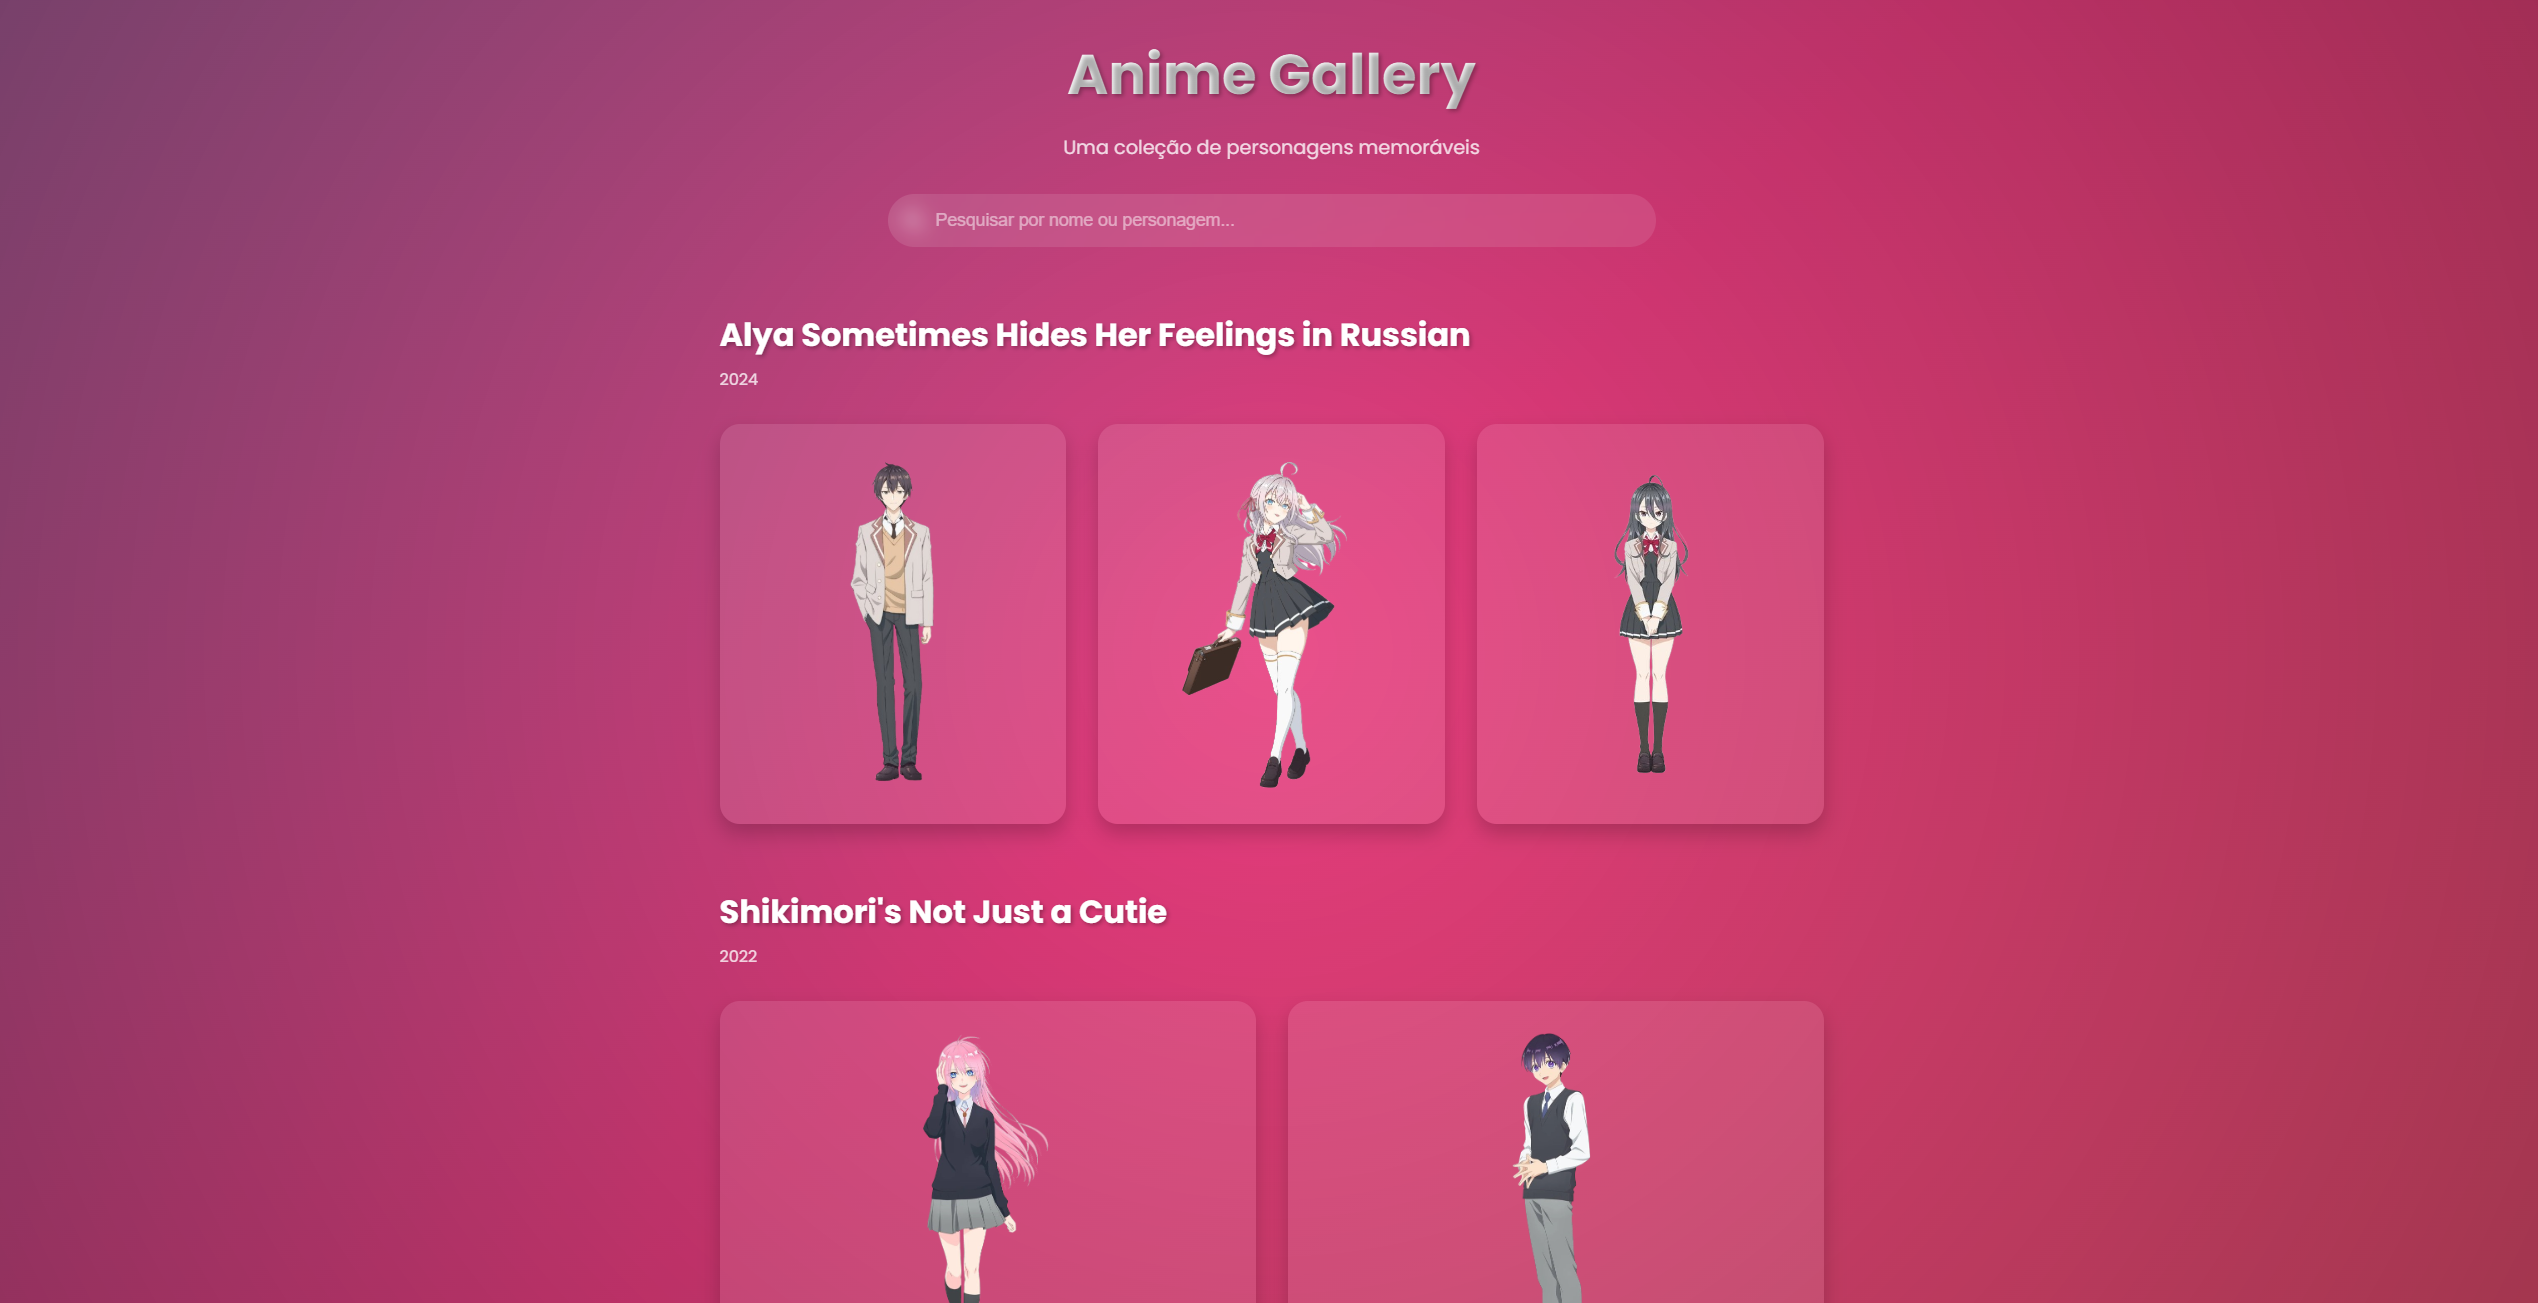 Anime Gallery
Uma coleção de personagens memoráveis
Pesquisar por nome ou personagem...
Alya Sometimes Hides Her Feelings in Russian
2024
Shikimori's Not Just a Cutie
2022